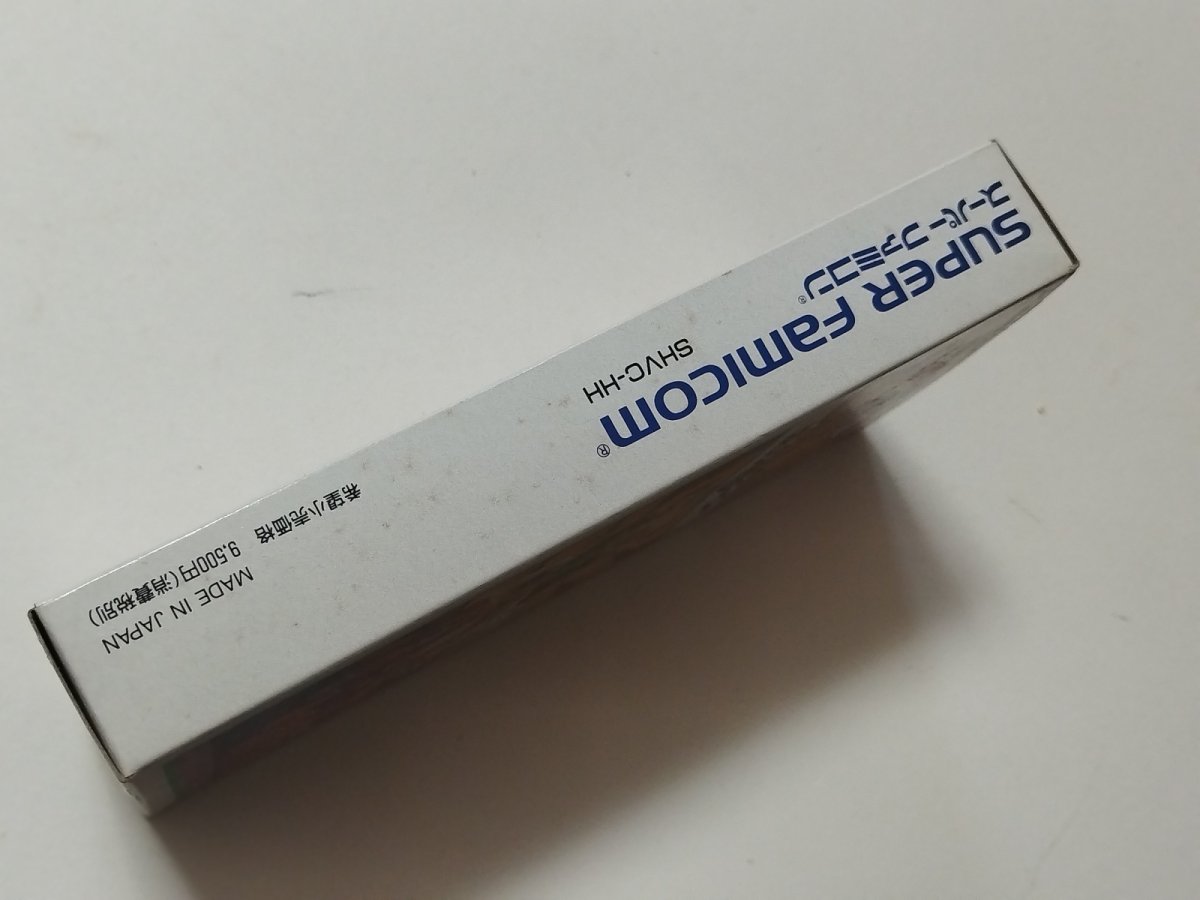 SUPER Famicom®
スーパーファミコン®
SHVC-HH
希望小売価格 9,500円(消費税別)
MADE IN JAPAN